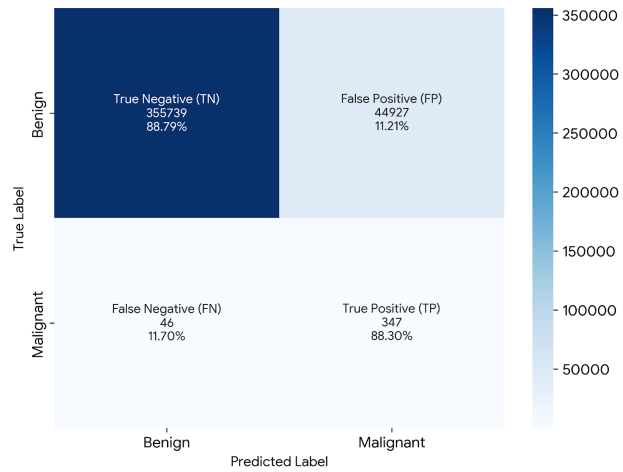 True Label
Benign
True Negative (TN)
355739
88.79%
False Positive (FP)
44927
11.21%
Malignant
False Negative (FN)
46
11.70%
True Positive (TP)
347
88.30%
Benign
Malignant
Predicted Label
350000
300000
250000
200000
150000
100000
50000